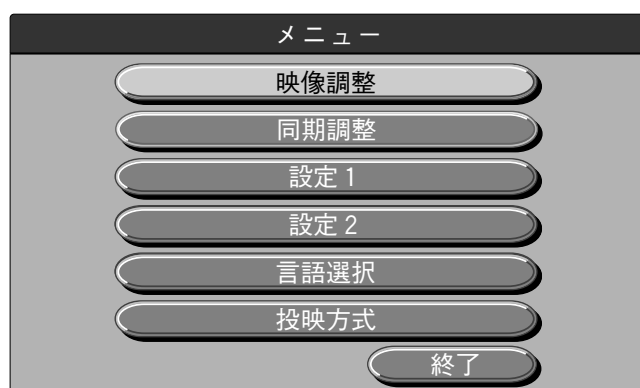 メニュー
映像調整
同期調整
設定1
設定2
言語選択
投映方式
終了